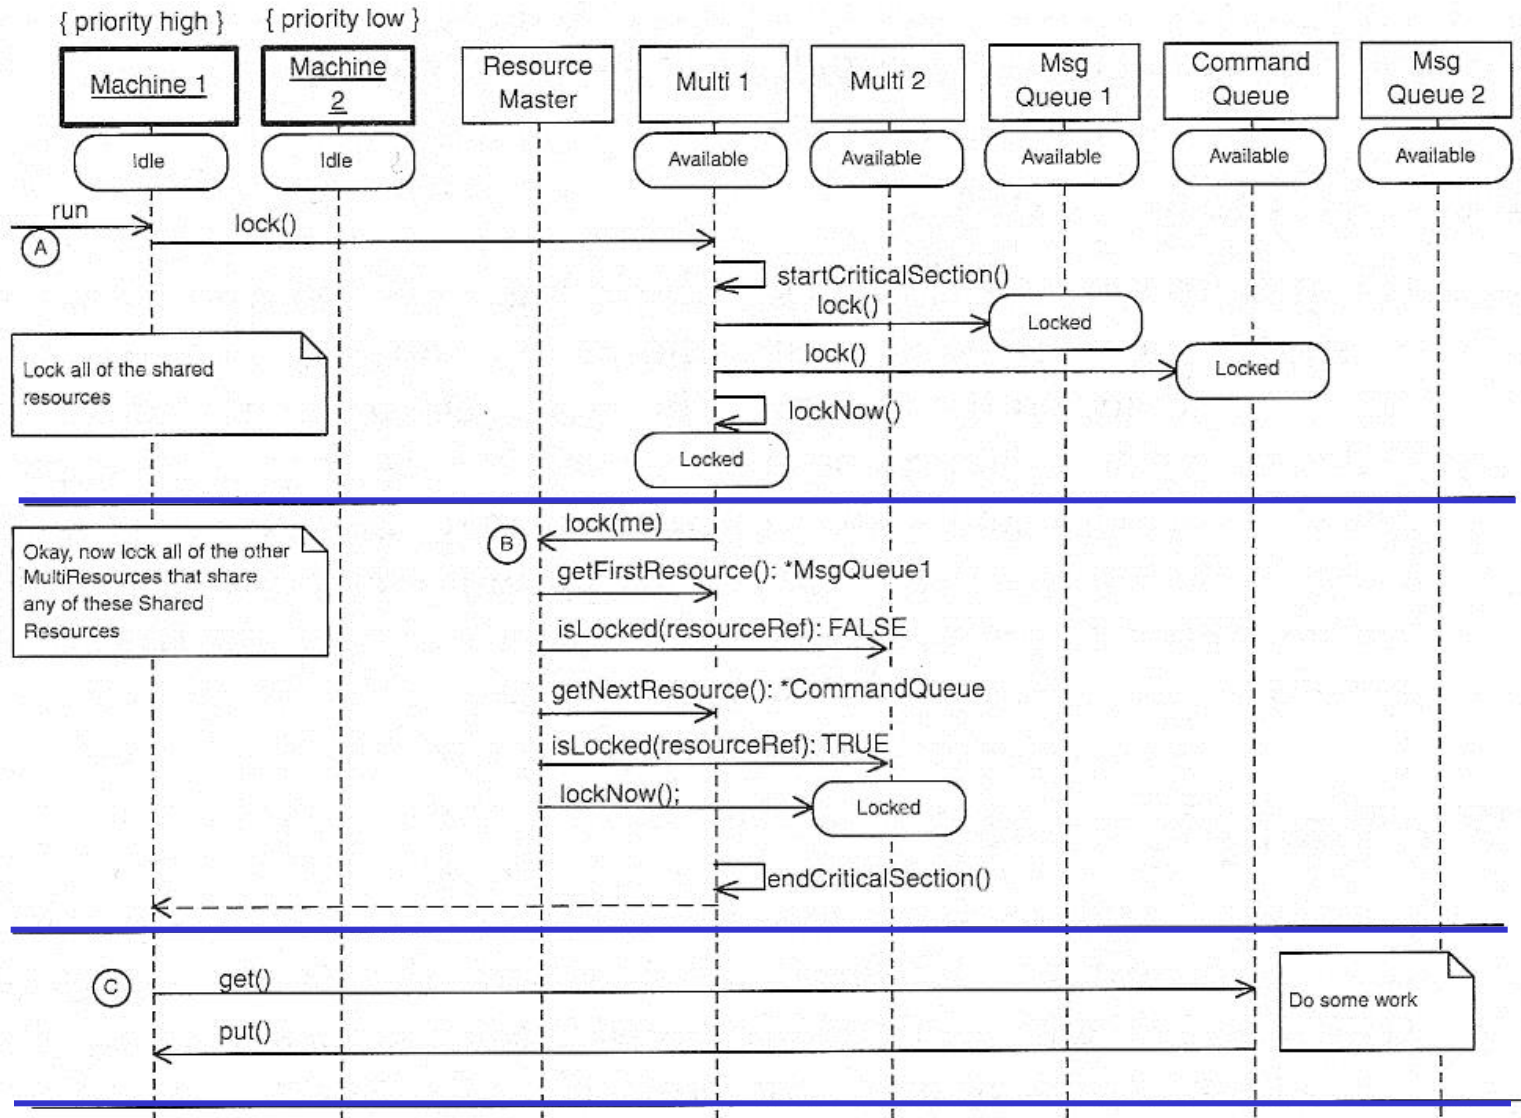 { priority high }
{ priority low }
Machine 1
Machine
2
Resource
Master
Multi 1
Multi 2
Msg
Queue 1
Command
Queue
Msg
Queue 2
Idle
Idle
Available
Available
Available
Available
Available
run
A
lock()
startCriticalSection()
lock()
Locked
Lock all of the shared
resources
lock()
Locked
lockNow()
Locked
Okay, now lock all of the other
MultiResources that share
any of these Shared
Resources
B
lock(me)
getFirstResource(): *MsgQueue1
isLocked(resourceRef): FALSE
getNextResource(): *CommandQueue
isLocked(resourceRef): TRUE
lockNow();
Locked
endCriticalSection()
C
get()
Do some work
put()